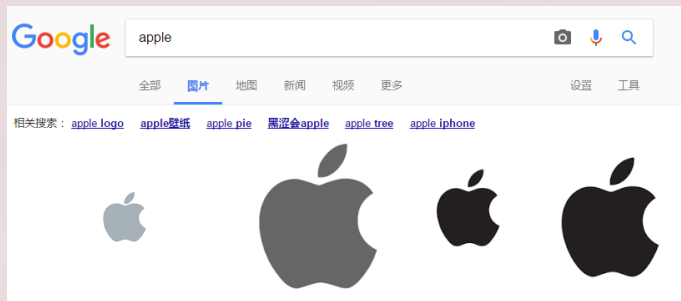 Google apple
全部 图片 地图 新闻 视频 更多 设置 工具
相关搜索： apple logo apple壁纸 apple pie 黑涩会apple apple tree apple iphone